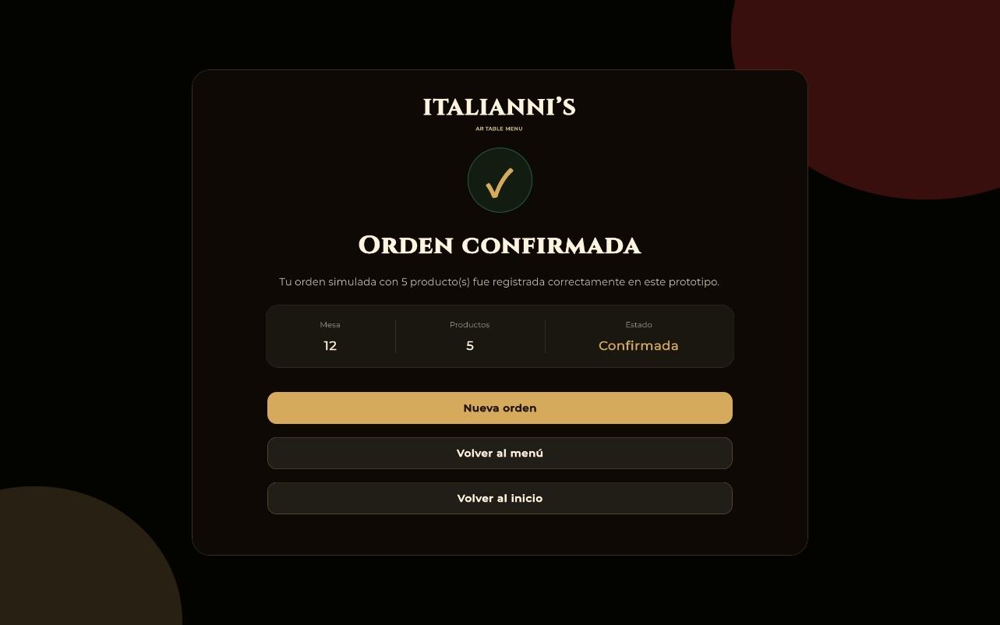 ITALIANNI’S
AR TABLE MENU
Orden confirmada
Tu orden simulada con 5 producto(s) fue registrada correctamente en este prototipo.
Mesa
12
Productos
5
Estado
Confirmada
Nueva orden
Volver al menú
Volver al inicio